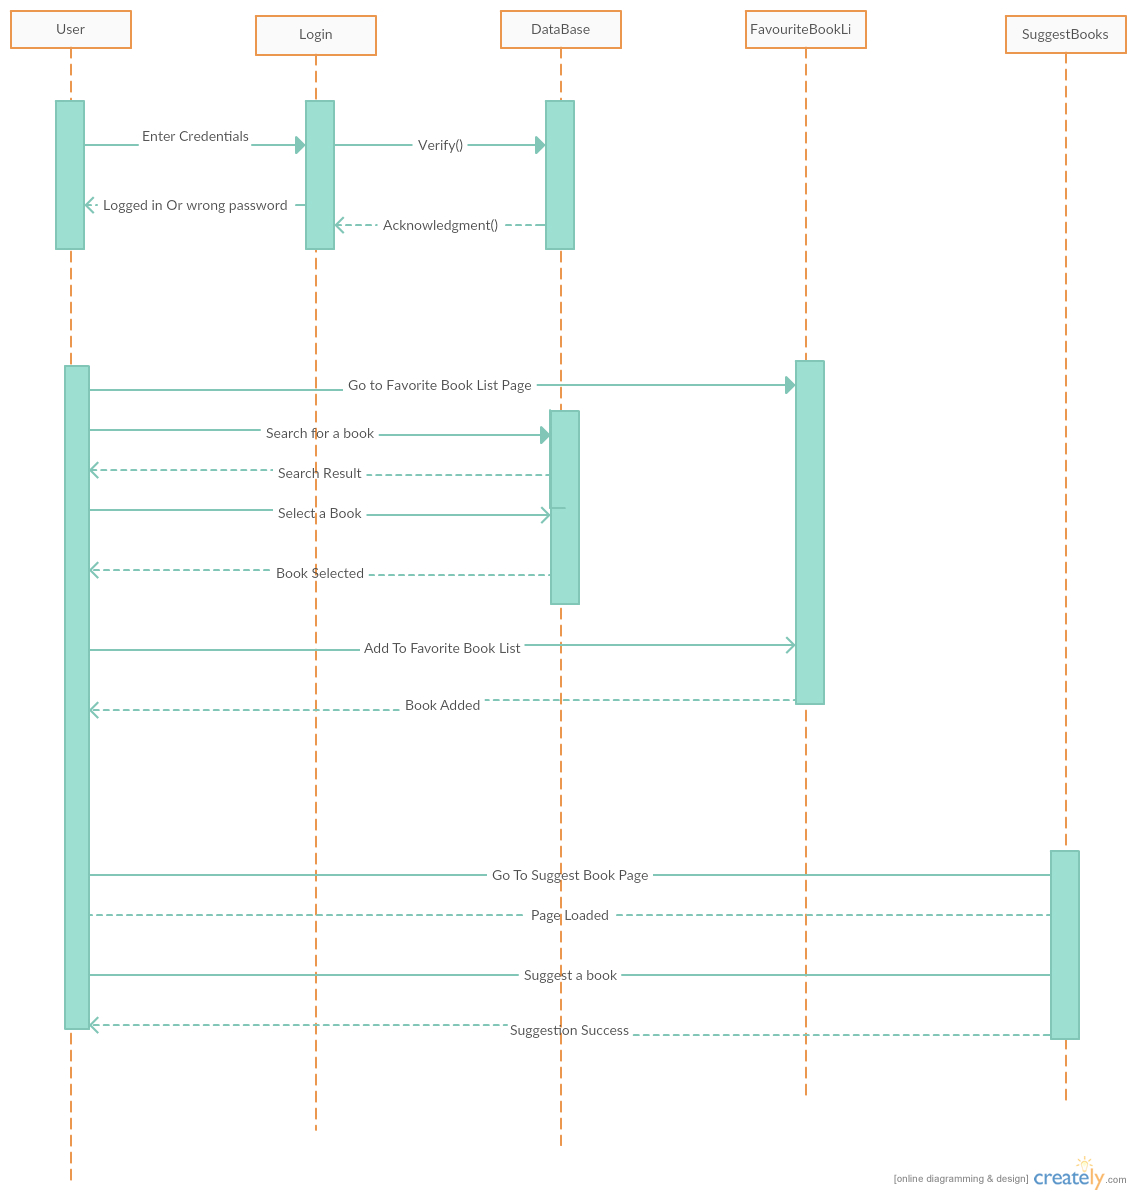 User
Login
DataBase
FavouriteBookLi
SuggestBooks
Enter Credentials
Verify()
Logged in Or wrong password
Acknowledgment()
Go to Favorite Book List Page
Search for a book
Search Result
Select a Book
Book Selected
Add To Favorite Book List
Book Added
Go To Suggest Book Page
Page Loaded
Suggest a book
Suggestion Success
[online diagramming & design] creately.com